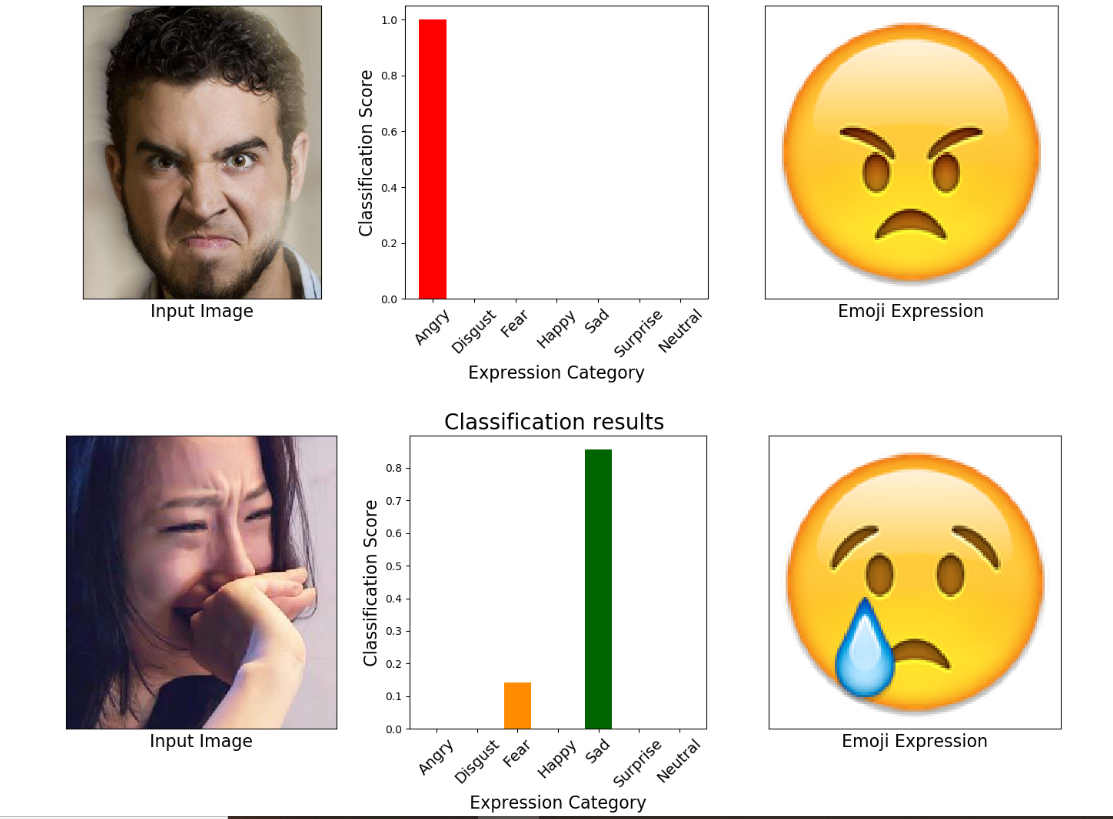 1.0
0.8
0.6
0.4
0.2
0.0
Classification Score
Angry
Disgust
Fear
Happy
Sad
Surprise
Neutral
Expression Category
Input Image
Emoji Expression
Classification results
0.8
0.7
0.6
0.5
0.4
0.3
0.2
0.1
0.0
Classification Score
Angry
Disgust
Fear
Happy
Sad
Surprise
Neutral
Expression Category
Input Image
Emoji Expression